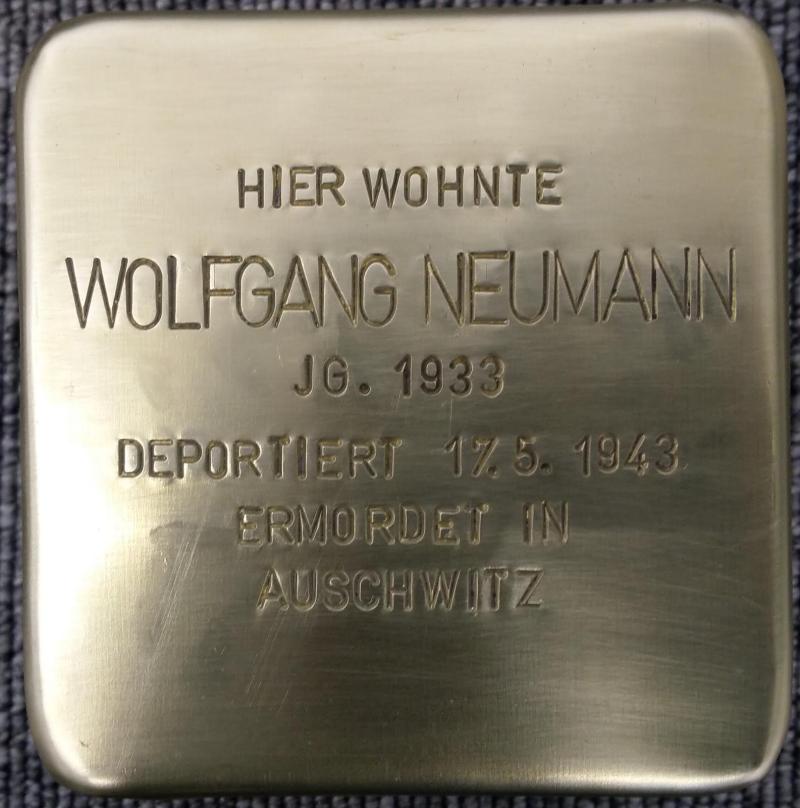 HIER WOHNTE
WOLFGANG NEUMANN
JG. 1933
DEPORTIERT 17.5. 1943
ERMORDET IN
AUSCHWITZ